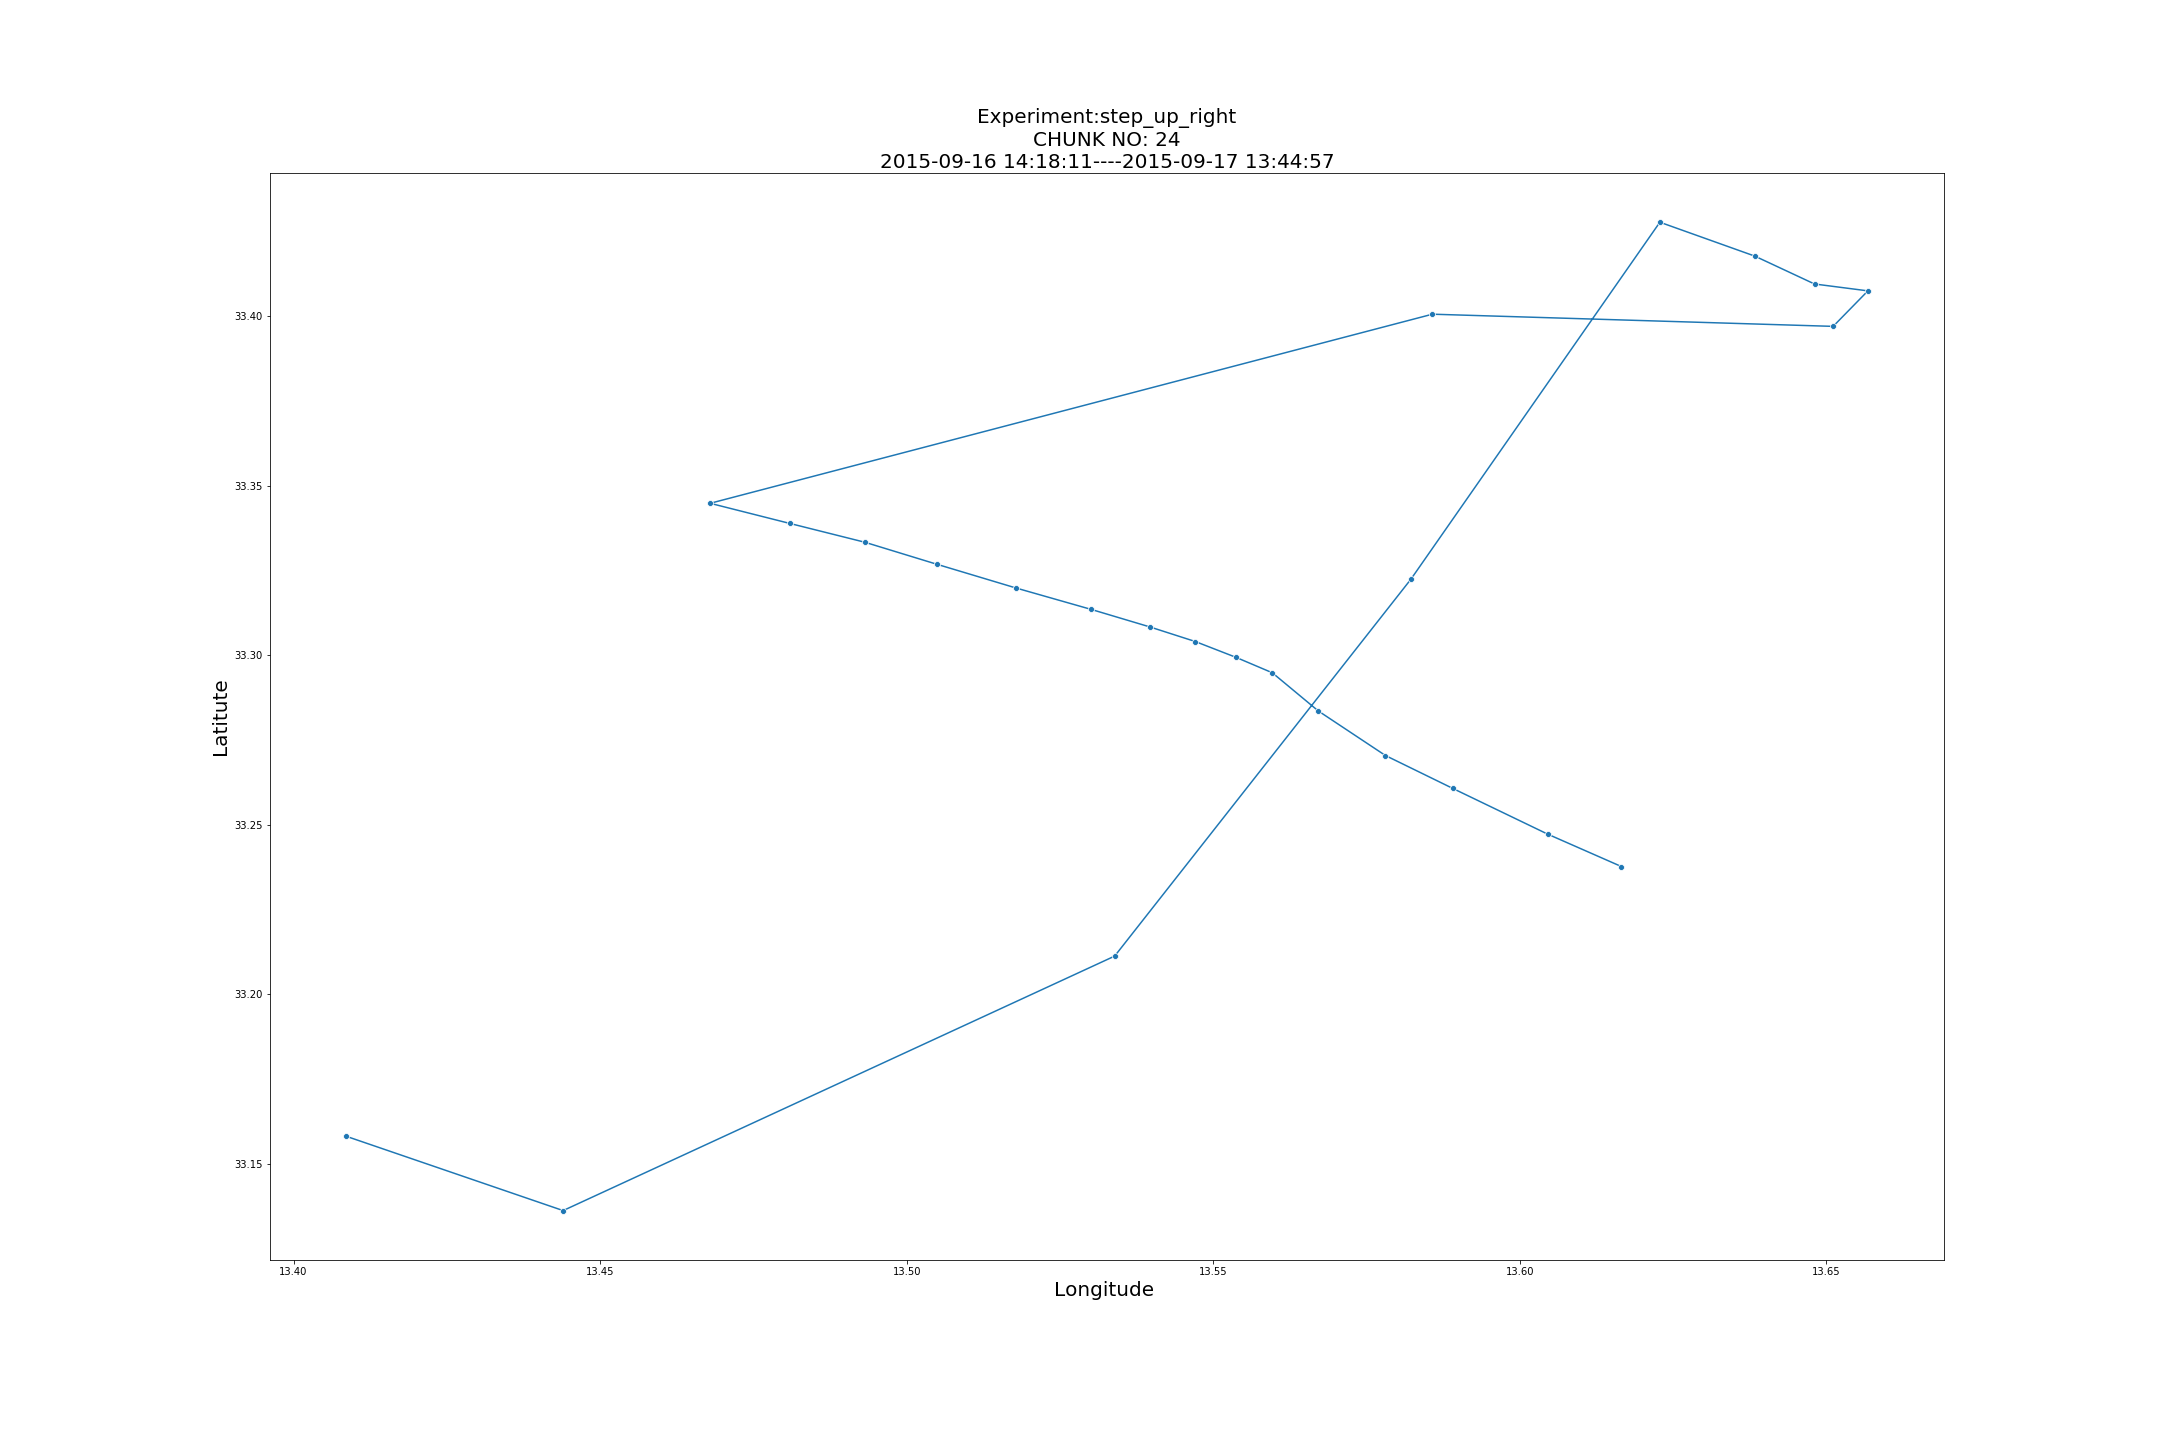 Experiment:step_up_right
CHUNK NO: 24
2015-09-16 14:18:11----2015-09-17 13:44:57
33.40
33.35
33.30
33.25
33.20
33.15
Latitute
13.40 13.45 13.50 13.55 13.60 13.65
Longitude